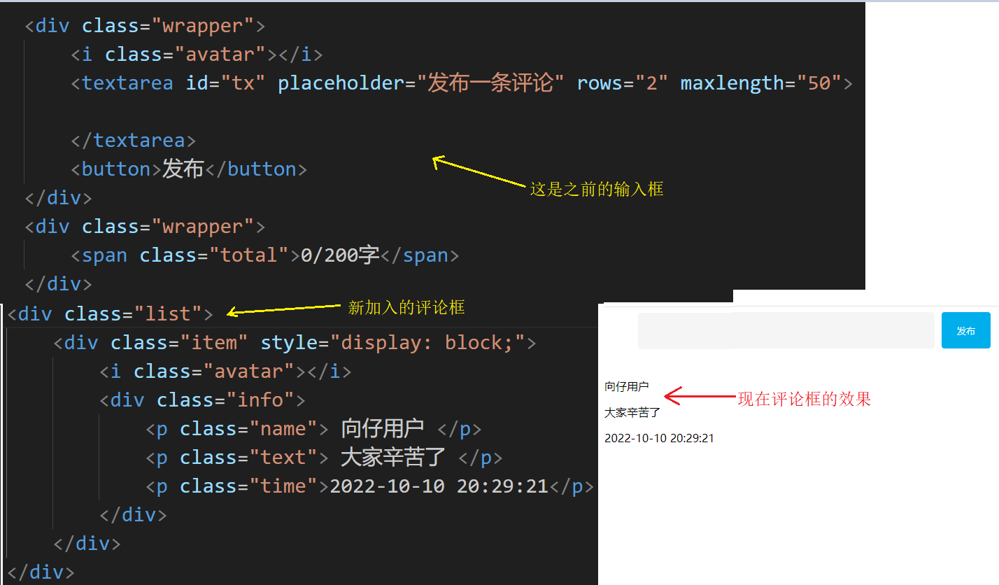 <div class="wrapper">
<i class="avatar"></i>
<textarea id="tx" placeholder="发布一条评论" rows="2" maxlength="50">
</textarea>
<button>发布</button>
这是之前的输入框
</div>
<div class="wrapper">
<span class="total">0/200字</span>
</div>
<div class="list">
新加入的评论框
<div class="item" style="display: block;">
<i class="avatar"></i>
<div class="info">
<p class="name"> 向仔用户 </p>
<p class="text"> 大家辛苦了 </p>
<p class="time">2022-10-10 20:29:21</p>
</div>
</div>
</div>
发布
向仔用户
现在评论框的效果
大家辛苦了
2022-10-10 20:29:21